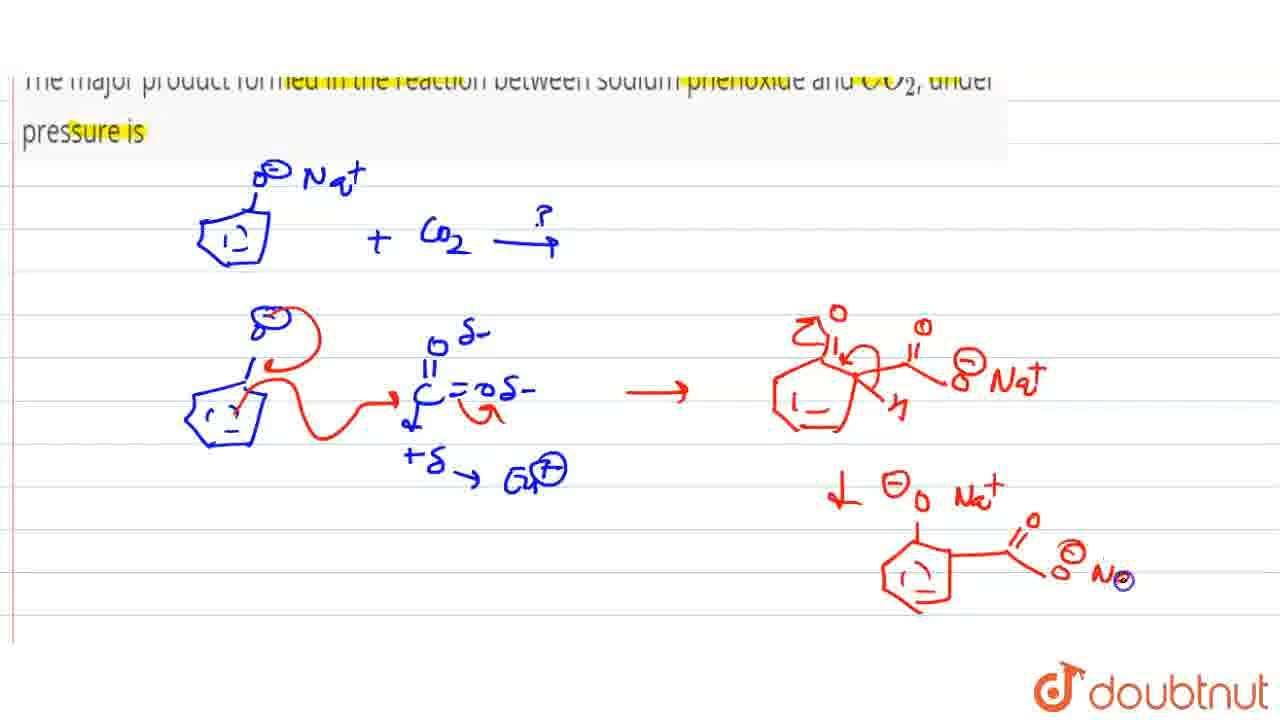 The major product formed in the reaction between sodium phenoxide and CO2, under
pressure is
O⊖ Na+
+ CO2 → ?
O⊖
O δ-
C = O δ-
+δ → E+
O
O
O⊖ Na+
H
⊖O Na+
O
O⊖ Na
doubtnut